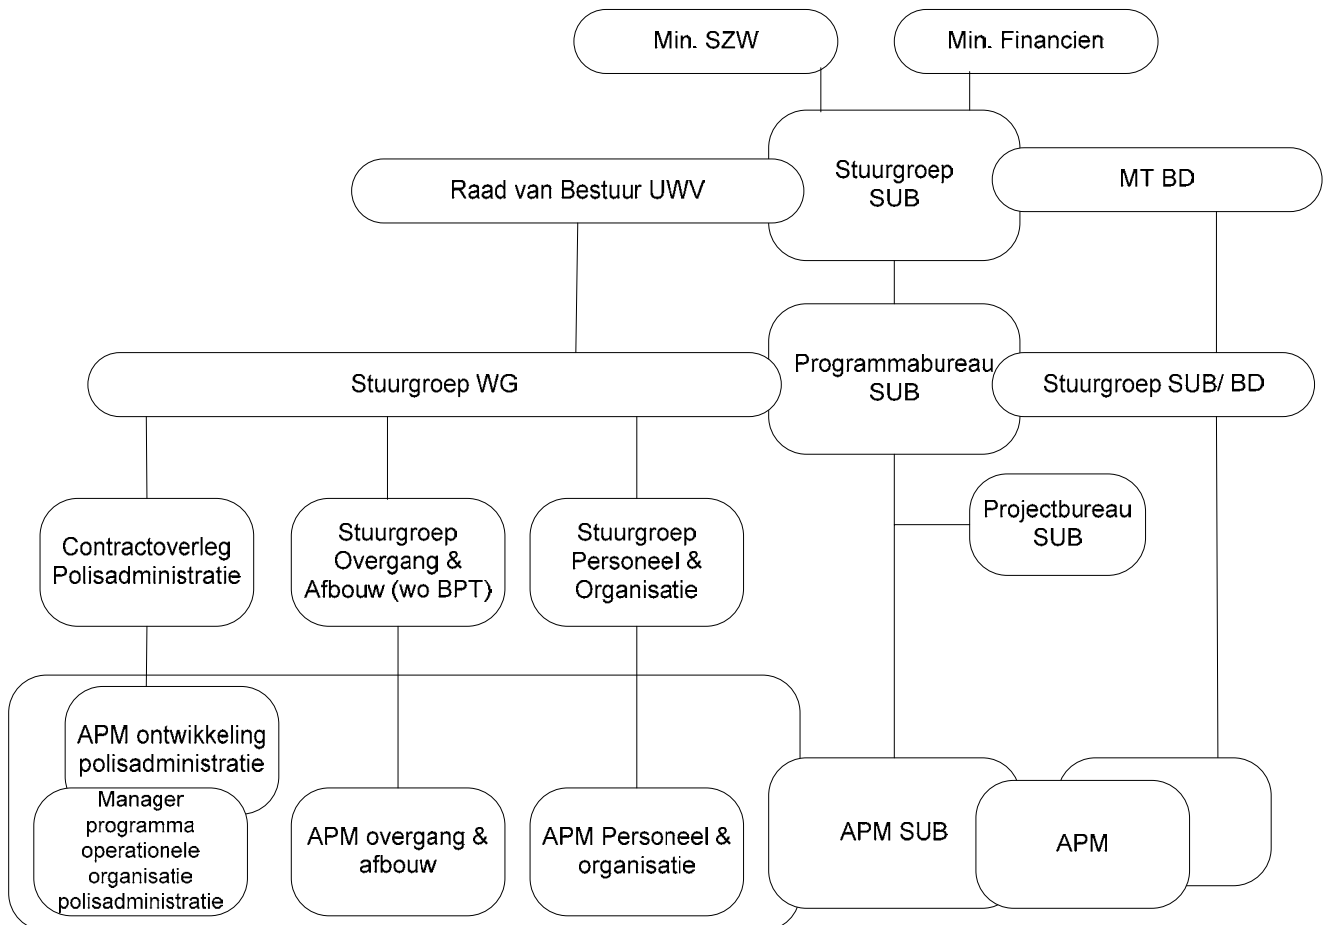 Min. SZW
Min. Financien
Stuurgroep
SUB
Raad van Bestuur UWV
MT BD
Programmabureau
SUB
Stuurgroep WG
Stuurgroep SUB/ BD
Projectbureau
SUB
Contractoverleg
Polisadministratie
Stuurgroep
Overgang &
Afbouw (wo BPT)
Stuurgroep
Personeel &
Organisatie
APM ontwikkeling
polisadministratie
Manager
programma
operationele
organisatie
polisadministratie
APM overgang &
afbouw
APM Personeel &
organisatie
APM SUB
APM